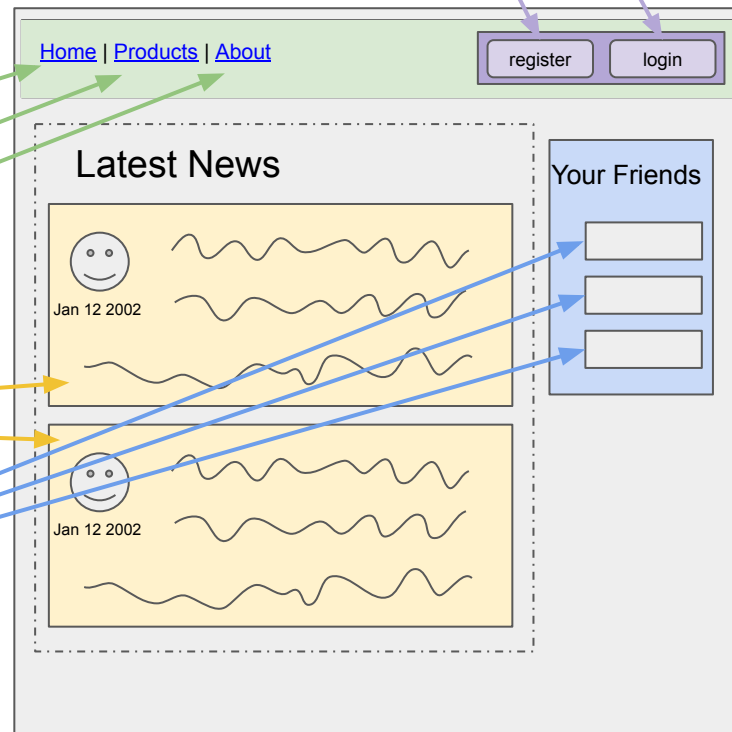 Home | Products | About
register
login
Latest News
Your Friends
Jan 12 2002
Jan 12 2002